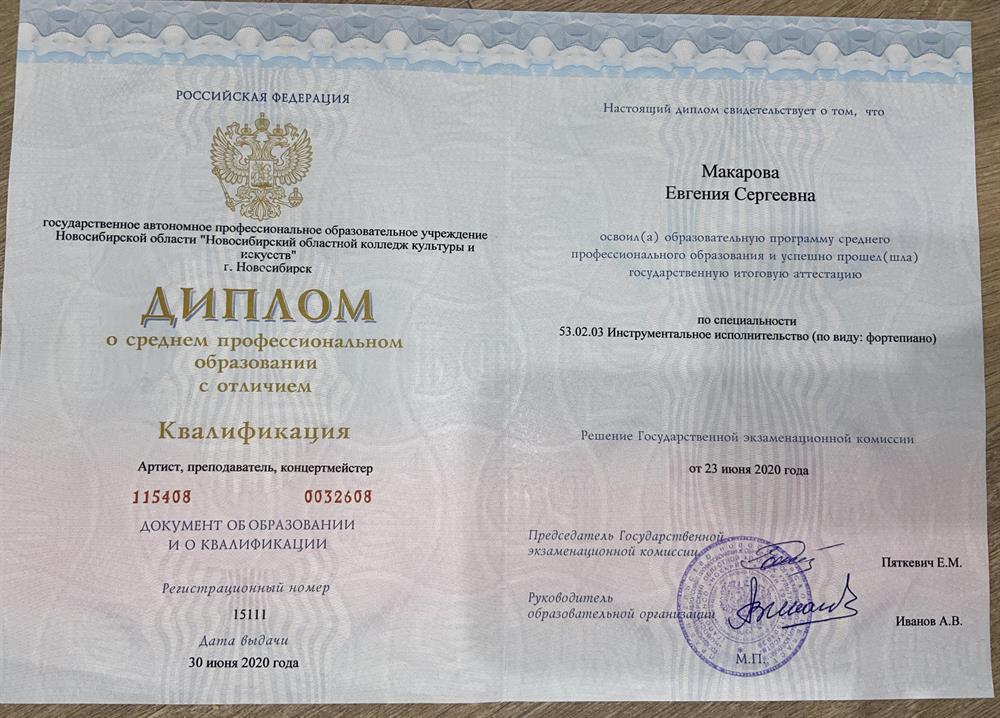 РОССИЙСКАЯ ФЕДЕРАЦИЯ
государственное автономное профессиональное образовательное учреждение
Новосибирской области "Новосибирский областной колледж культуры и
искусств"
г. Новосибирск
ДИПЛОМ
о среднем профессиональном
образовании
с отличием
Квалификация
Артист, преподаватель, концертмейстер
115408 0032608
ДОКУМЕНТ ОБ ОБРАЗОВАНИИ
И О КВАЛИФИКАЦИИ
Регистрационный номер
15111
Дата выдачи
30 июня 2020 года
Настоящий диплом свидетельствует о том, что
Макарова
Евгения Сергеевна
освоил(а) образовательную программу среднего
профессионального образования и успешно прошел(шла)
государственную итоговую аттестацию
по специальности
53.02.03 Инструментальное исполнительство (по виду: фортепиано)
Решение Государственной экзаменационной комиссии
от 23 июня 2020 года
Председатель Государственной
экзаменационной комиссии
Пяткевич Е.М.
Руководитель
образовательной организации
Иванов А.В.
М.П.